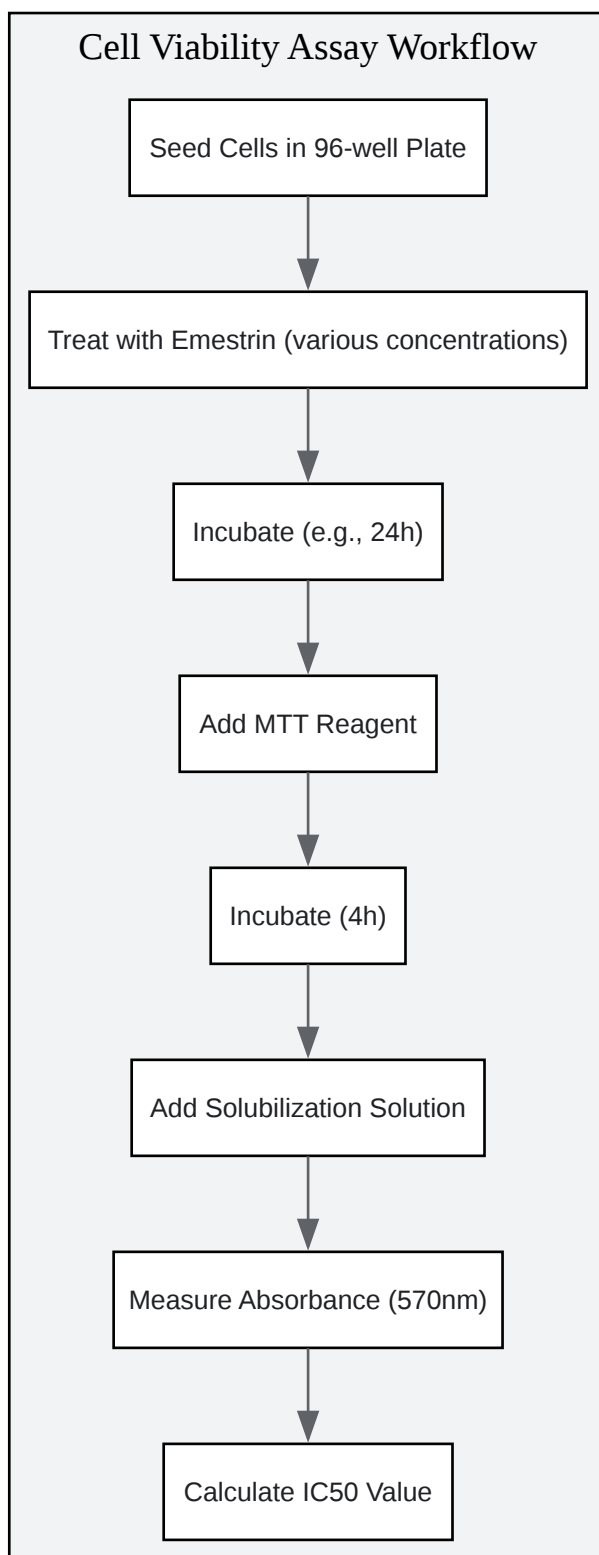 Cell Viability Assay Workflow
Seed Cells in 96-well Plate
Treat with Emestrin (various concentrations)
Incubate (e.g., 24h)
Add MTT Reagent
Incubate (4h)
Add Solubilization Solution
Measure Absorbance (570nm)
Calculate IC50 Value